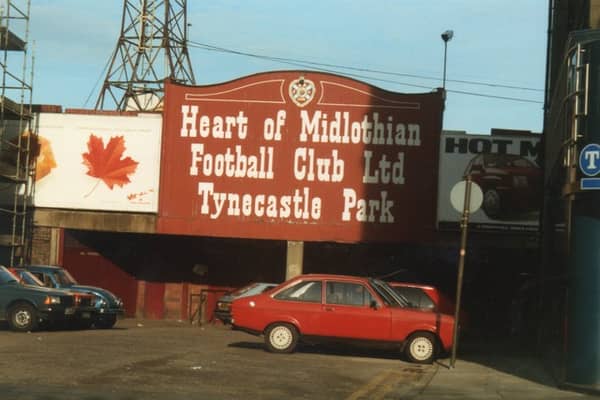 Heart of Midlothian
Football Club Ltd
Tynecastle Park
HOT M
T